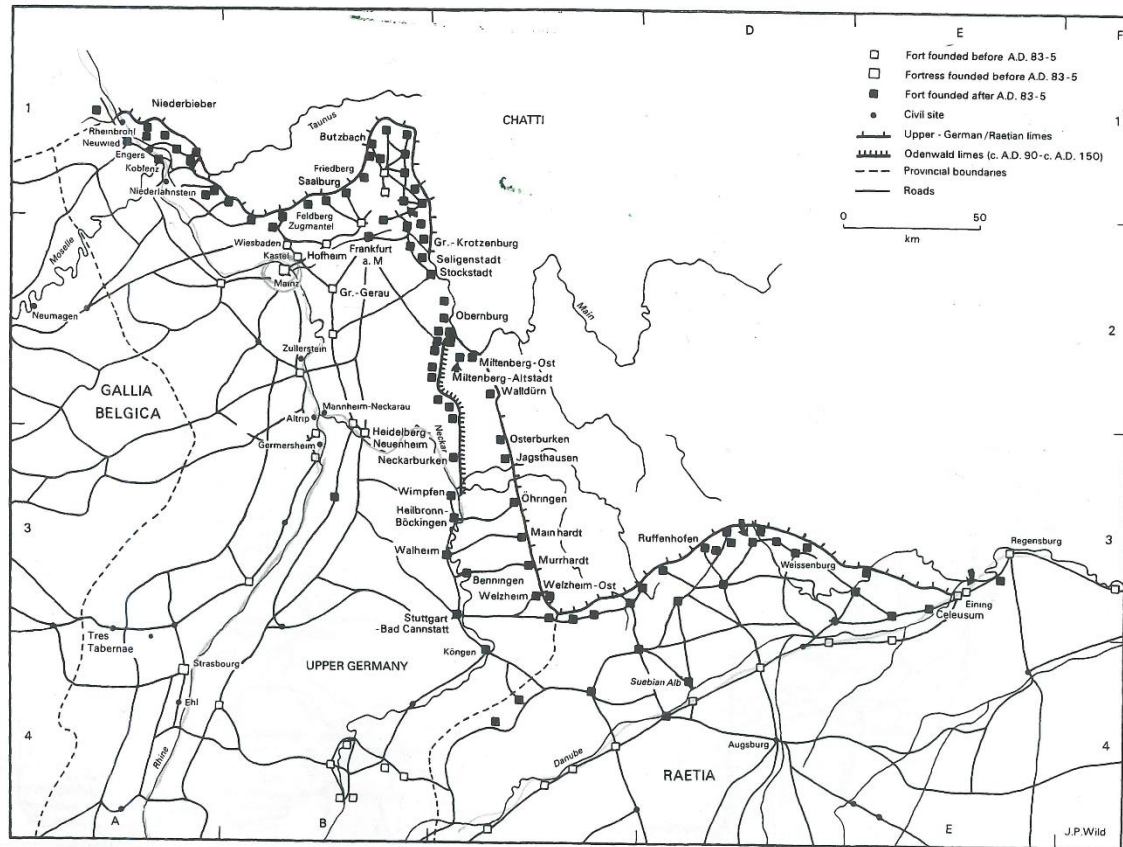 D
E
F
Fort founded before A.D. 83-5
Fortress founded before A.D. 83-5
Fort founded after A.D. 83-5
Civil site
Upper-German/Raetian limes
Odenwald limes (c. A.D. 90-c. A.D. 150)
Provincial boundaries
Roads
0 50
km
1
1
Niederbieber
Rheinbrohl
Neuwied
Engers
Koblenz
Niederlahnstein
Taunus
Butzbach
CHATTI
Friedberg
Saalburg
Feldberg
Zugmantel
Wiesbaden
Kastel
Hofheim
Mainz
Frankfurt
a. M
Gr.-Krotzenburg
Seligenstadt
Stockstadt
Gr.-Gerau
Moselle
Neumagen
Main
2
2
Obernburg
Miltenberg-Ost
Miltenberg-Altstadt
Walldürn
Zullerstein
GALLIA
BELGICA
Mannheim-Neckarau
Altrip
Heidelberg-
Neuenheim
Germersheim
Neckar
Neckarburken
Osterburken
Jagsthausen
Wimpfen
Öhringen
Heilbronn-
Böckingen
3
3
Walheim
Mainhardt
Murrhardt
Benningen
Welzheim-Ost
Welzheim
Ruffenhofen
Weissenburg
Regensburg
Eining
Celeusum
Stuttgart
-Bad Cannstatt
Tres
Tabernae
Strasbourg
UPPER GERMANY
Köngen
Suebian Alb
Ehl
4
4
Rhine
Danube
Augsburg
RAETIA
A
B
E
J.P.Wild